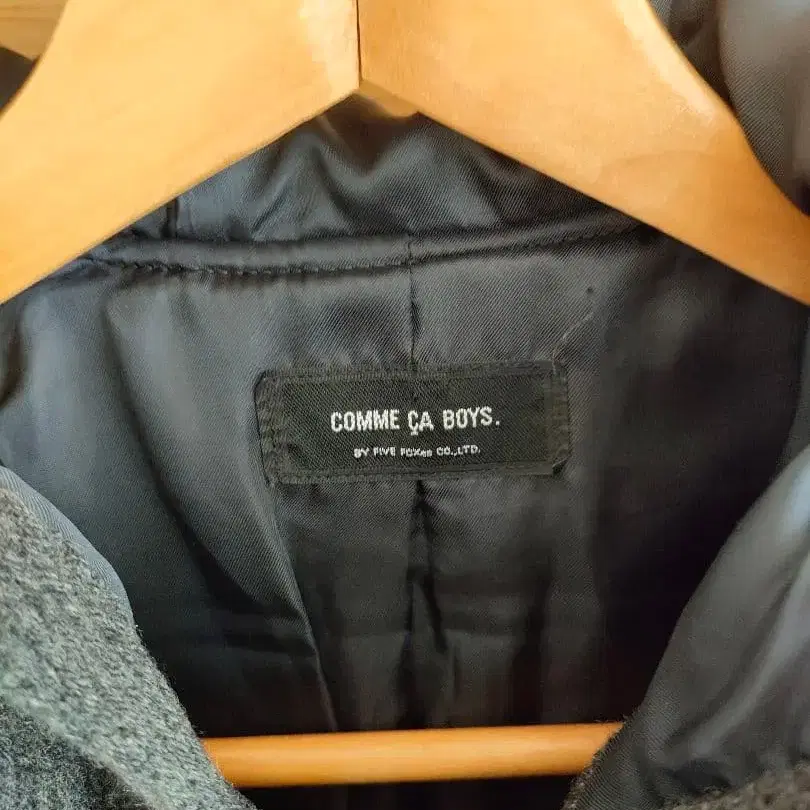 COMME ÇA BOYS.
BY FIVE FOXes CO.,LTD.